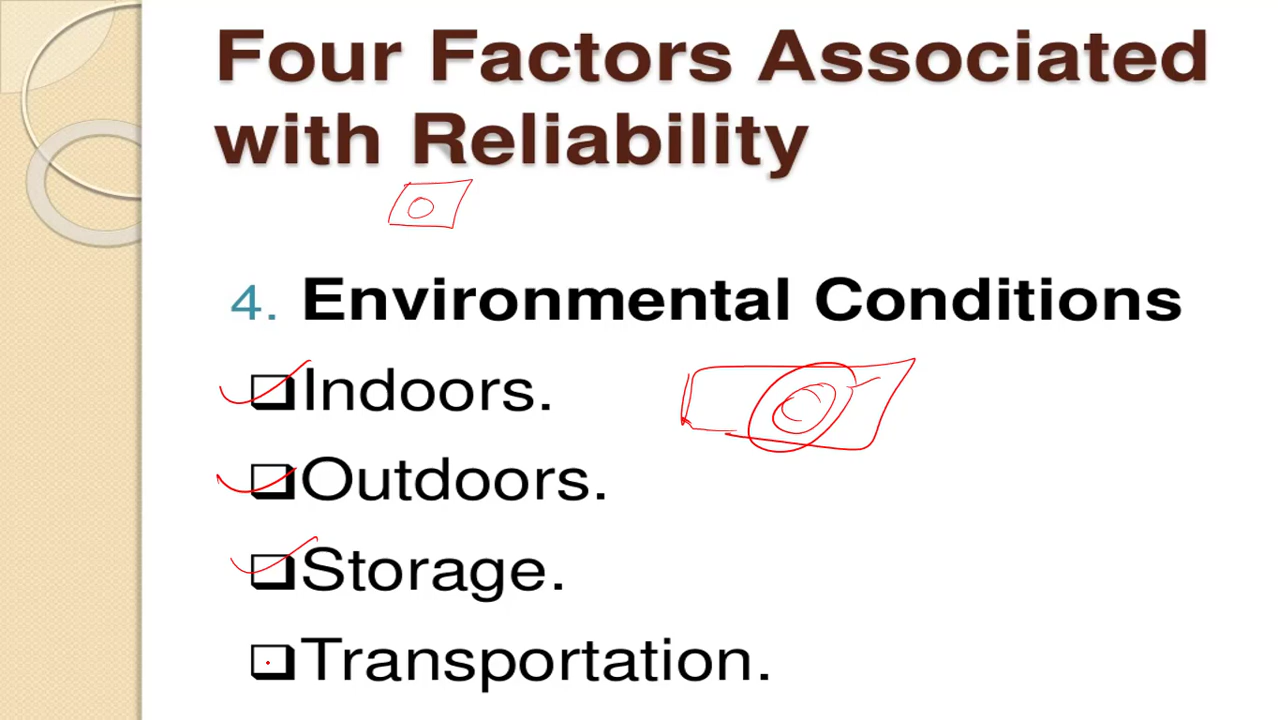 Four Factors Associated
with Reliability
4. Environmental Conditions
Indoors.
Outdoors.
Storage.
Transportation.